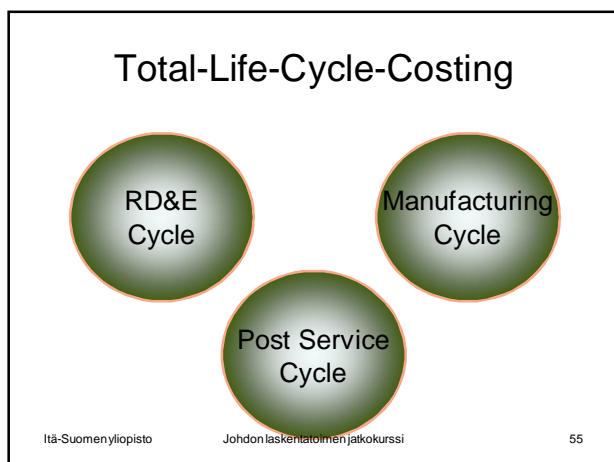 Total-Life-Cycle-Costing
RD&E
Cycle
Manufacturing
Cycle
Post Service
Cycle
Itä-Suomen yliopisto Johdon laskentatoimen jatkokurssi 55